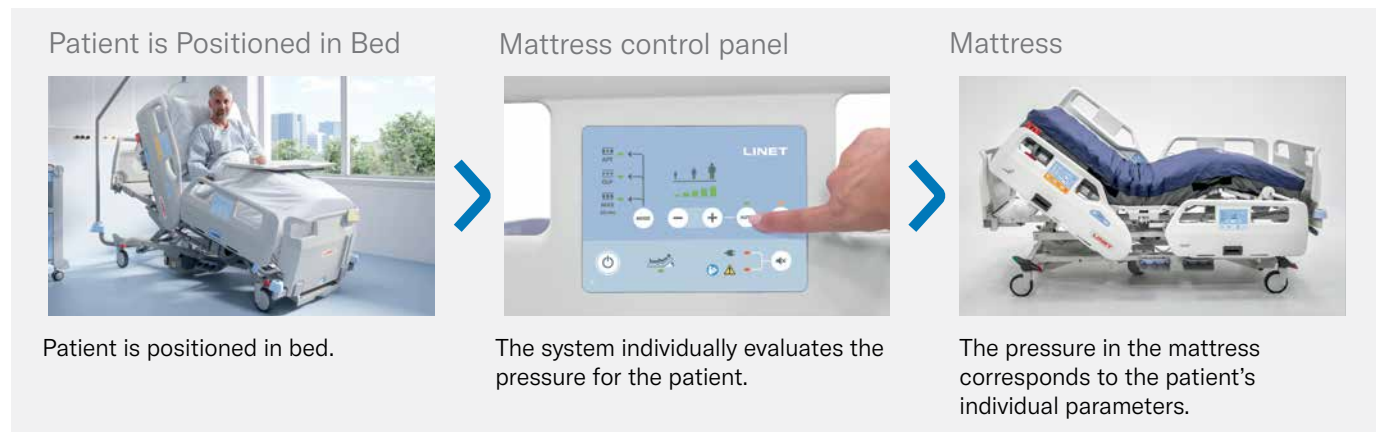 Patient is Positioned in Bed
Mattress control panel
Mattress
LINET
Patient is positioned in bed.
The system individually evaluates the
pressure for the patient.
The pressure in the mattress
corresponds to the patient's
individual parameters.